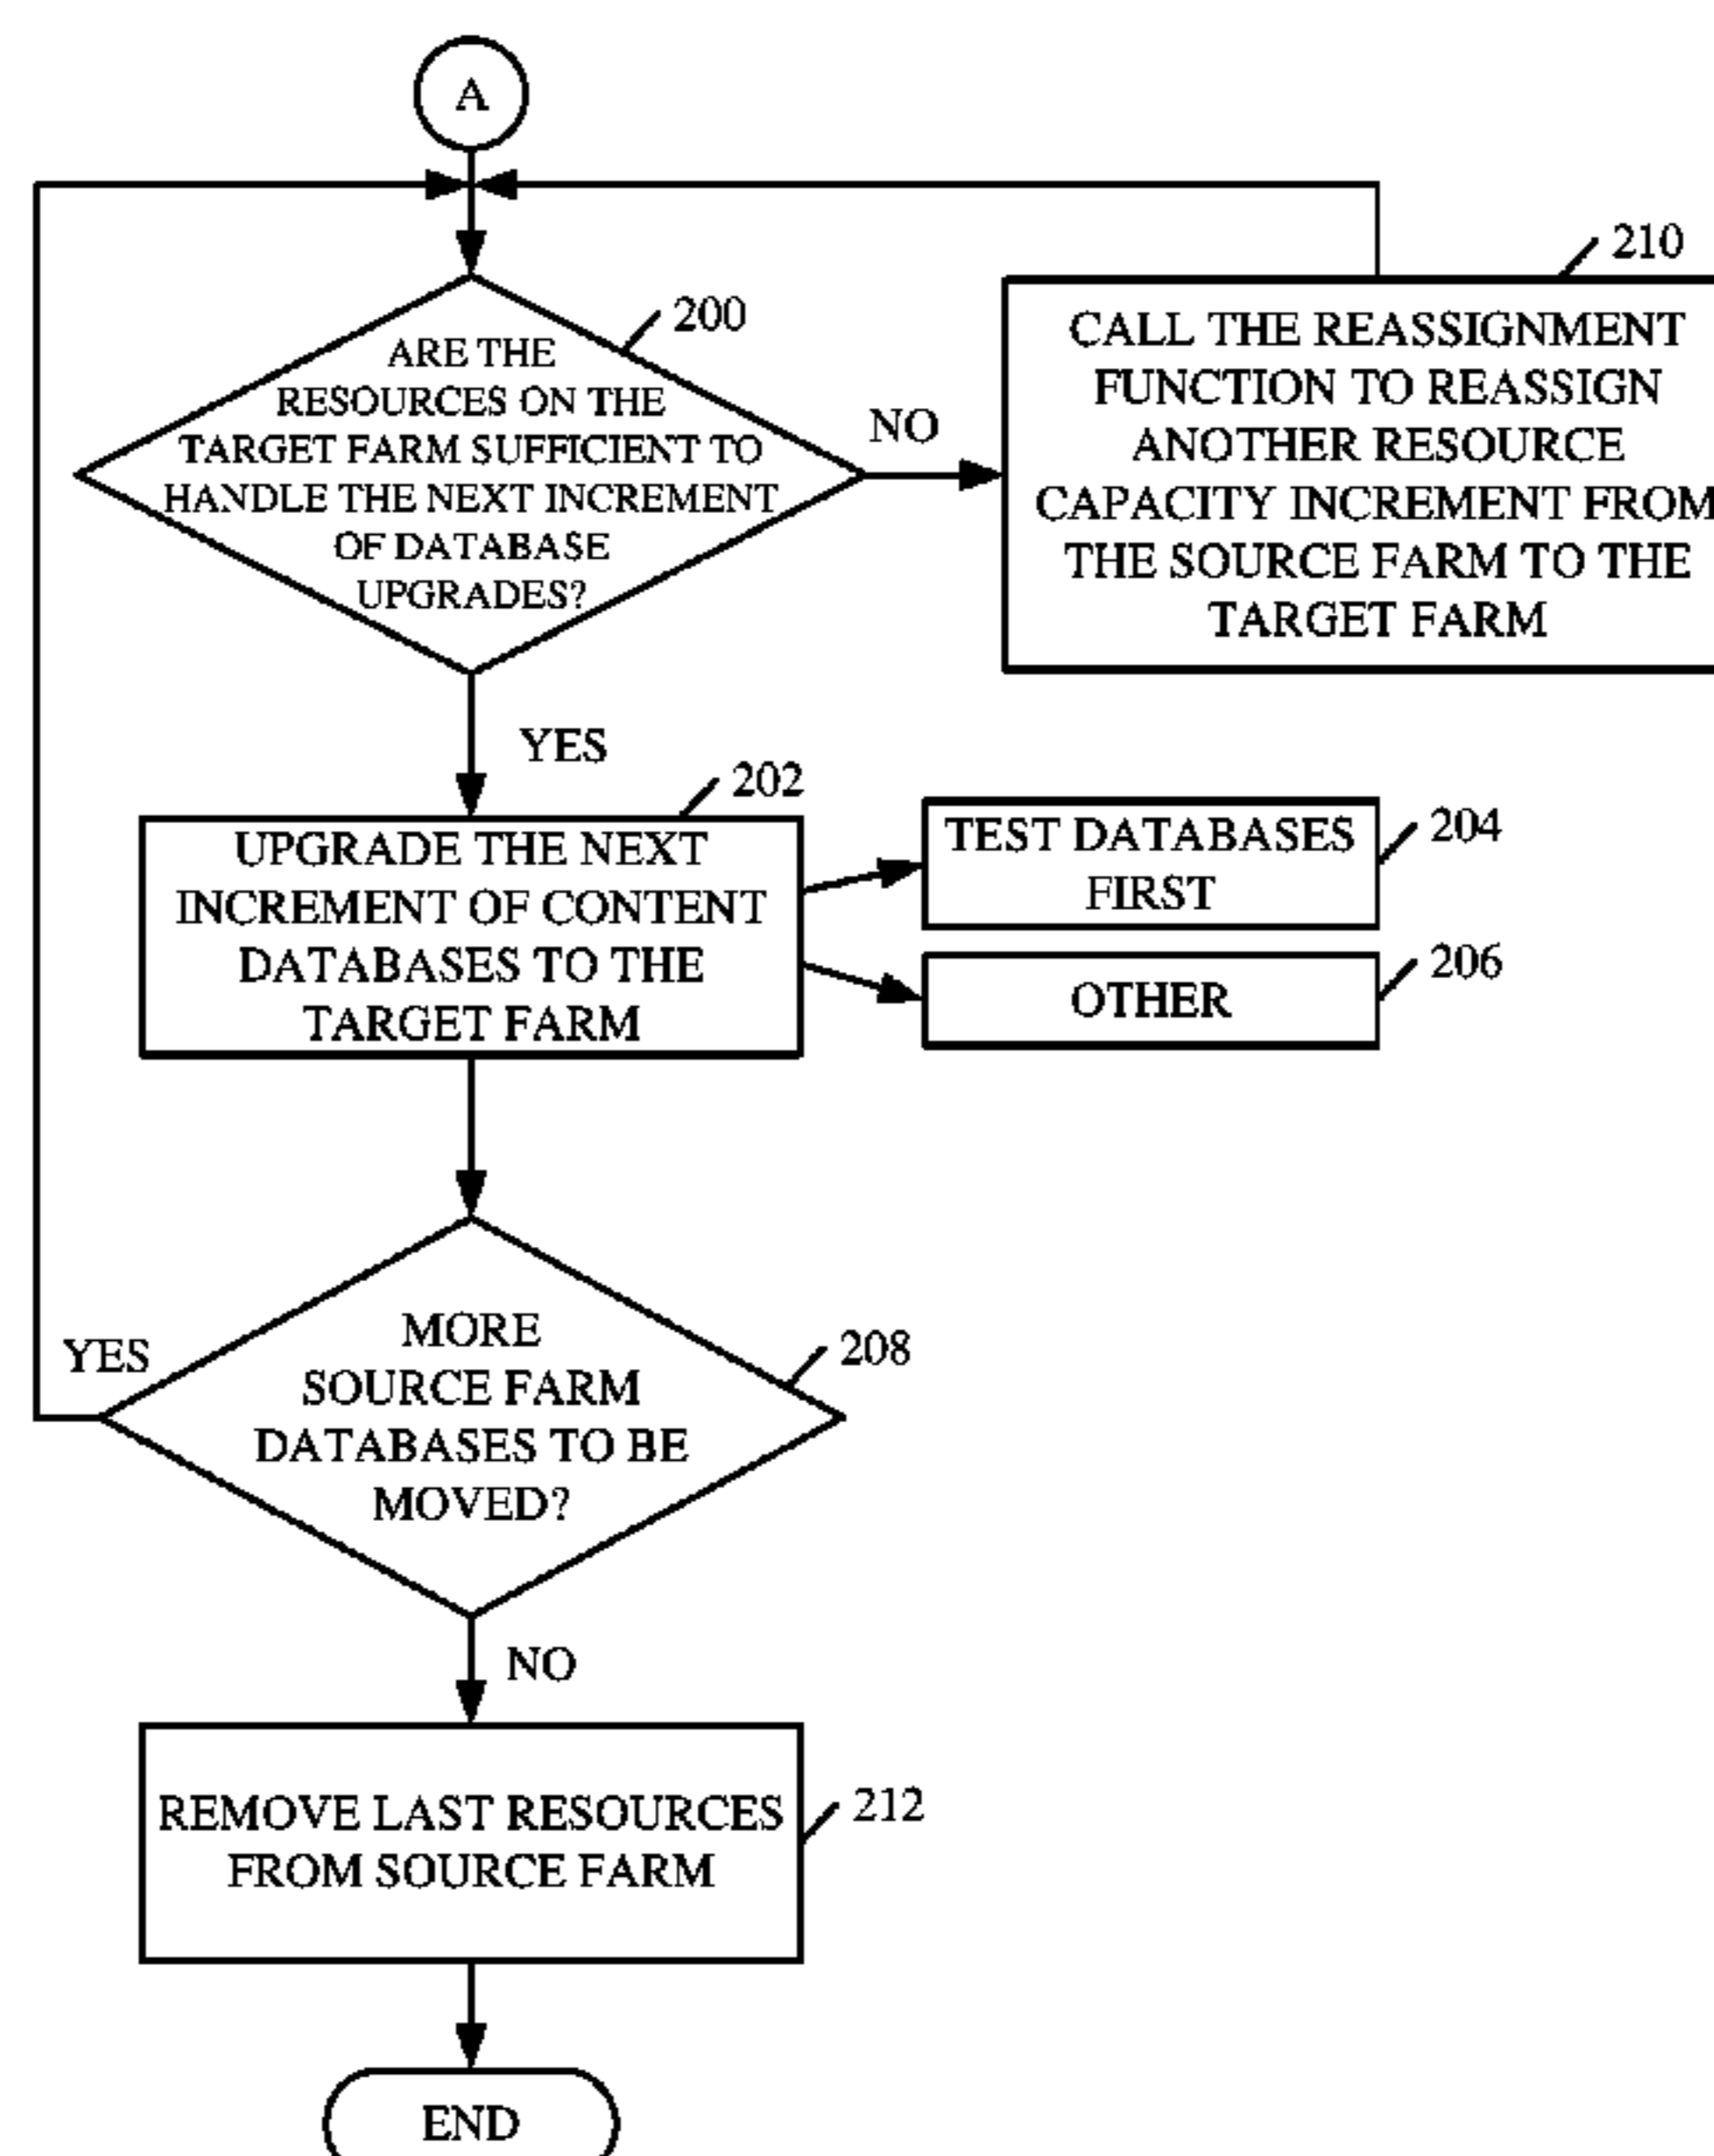 A
210
200
ARE THE
RESOURCES ON THE
TARGET FARM SUFFICIENT TO
HANDLE THE NEXT INCREMENT
OF DATABASE
UPGRADES?
NO
CALL THE REASSIGNMENT
FUNCTION TO REASSIGN
ANOTHER RESOURCE
CAPACITY INCREMENT FROM
THE SOURCE FARM TO THE
TARGET FARM
YES
202
UPGRADE THE NEXT
INCREMENT OF CONTENT
DATABASES TO THE
TARGET FARM
TEST DATABASES
FIRST
204
OTHER
206
YES
MORE
SOURCE FARM
DATABASES TO BE
MOVED?
208
NO
REMOVE LAST RESOURCES
FROM SOURCE FARM
212
END